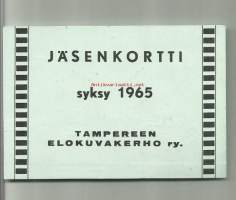 JÄSENKORTTI
syksy 1965
TAMPEREEN
ELOKUVAKERHO ry.